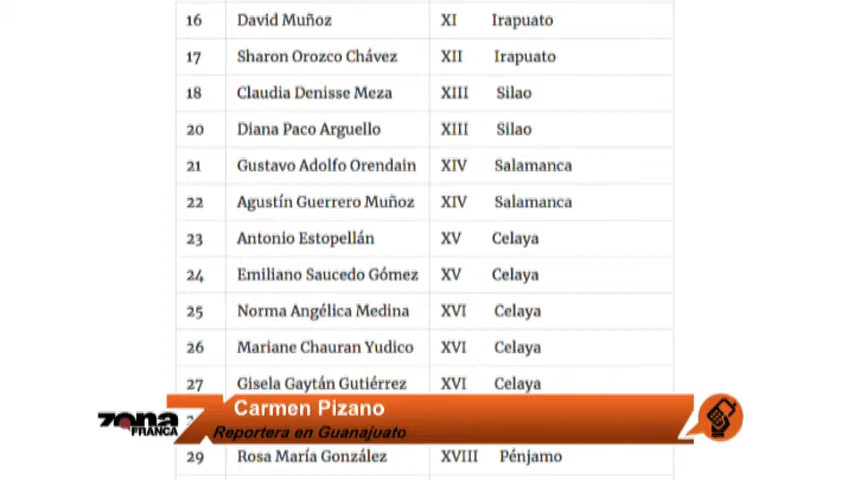 16 David Muñoz XI Irapuato
17 Sharon Orozco Chávez XII Irapuato
18 Claudia Denisse Meza XIII Silao
20 Diana Paco Arguello XIII Silao
21 Gustavo Adolfo Orendain XIV Salamanca
22 Agustín Guerrero Muñoz XIV Salamanca
23 Antonio Estopellán XV Celaya
24 Emiliano Saucedo Gómez XV Celaya
25 Norma Angélica Medina XVI Celaya
26 Mariane Chauran Yudico XVI Celaya
27 Gisela Gaytán Gutiérrez XVI Celaya
Carmen Pizano
ZONA FRANCA
Reportera en Guanajuato
29 Rosa María González XVIII Pénjamo